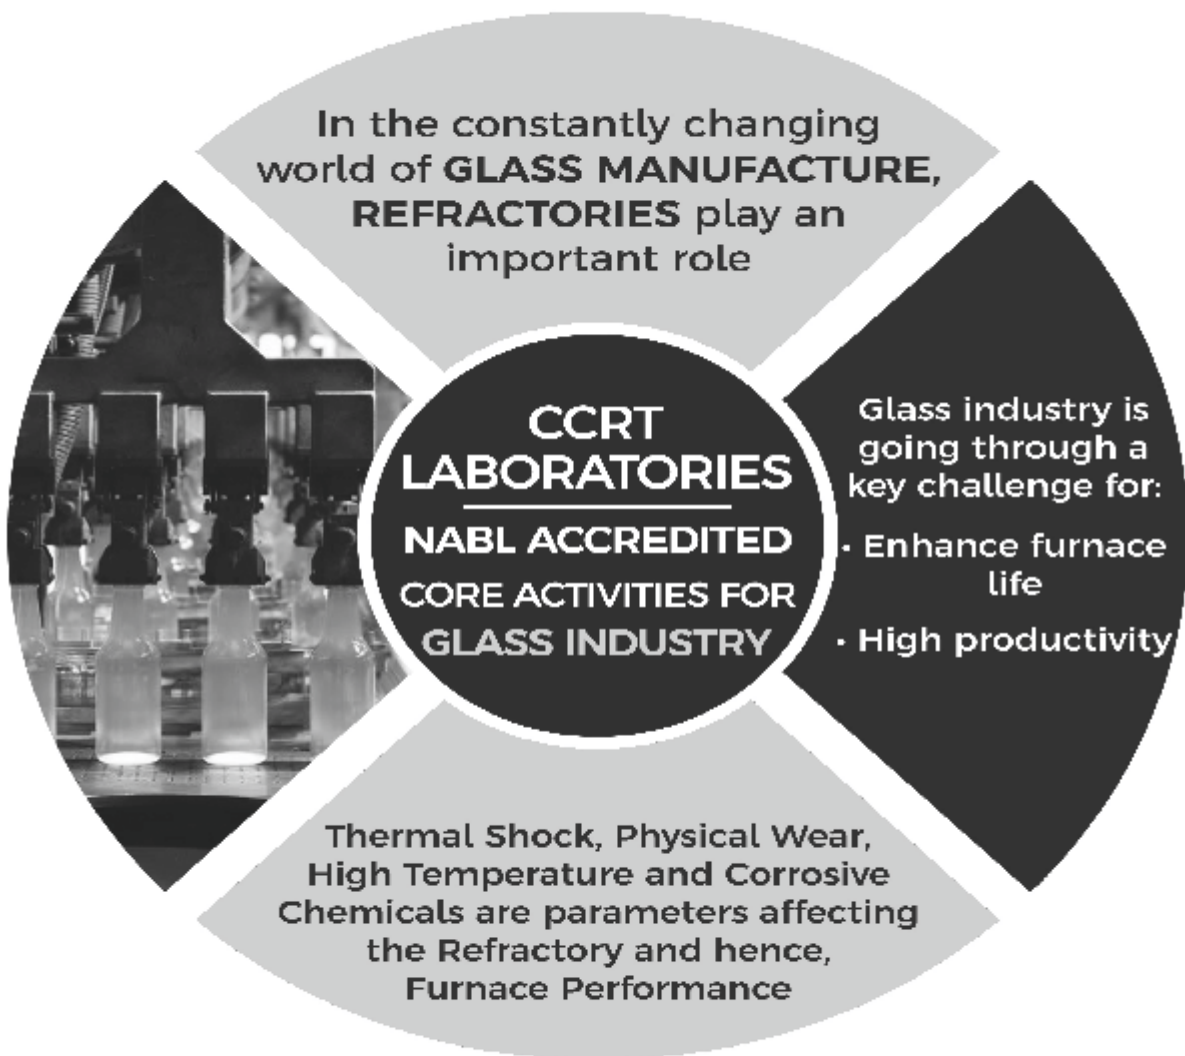 In the constantly changing
world of GLASS MANUFACTURE,
REFRACTORIES play an
important role
CCRT
LABORATORIES
NABL ACCREDITED
CORE ACTIVITIES FOR
GLASS INDUSTRY
Glass industry is
going through a
key challenge for:
· Enhance furnace
life
· High productivity
Thermal Shock, Physical Wear,
High Temperature and Corrosive
Chemicals are parameters affecting
the Refractory and hence,
Furnace Performance